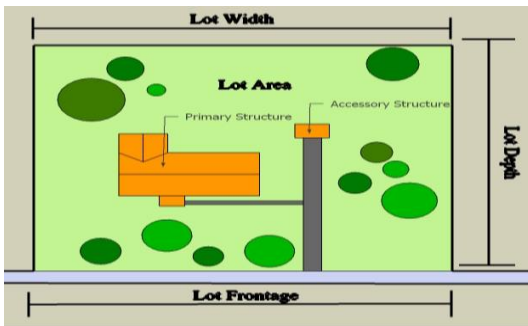 Lot Width
Lot Area
Accessory Structure
Primary Structure
Lot Depth
Lot Frontage